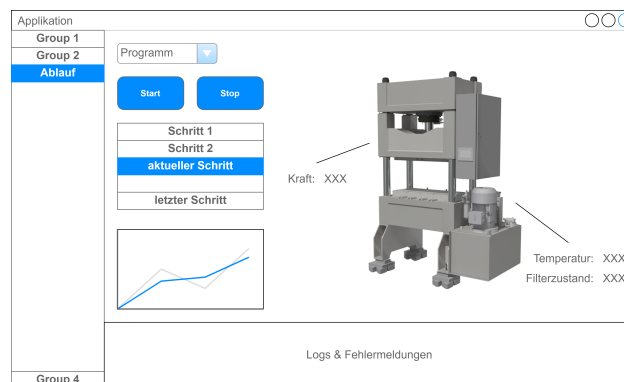 Applikation
Group 1
Group 2
Ablauf
Programm
Start
Stop
Schritt 1
Schritt 2
aktueller Schritt
letzter Schritt
Kraft: XXX
Temperatur: XXX
Filterzustand: XXX
Logs & Fehlermeldungen
Group 4